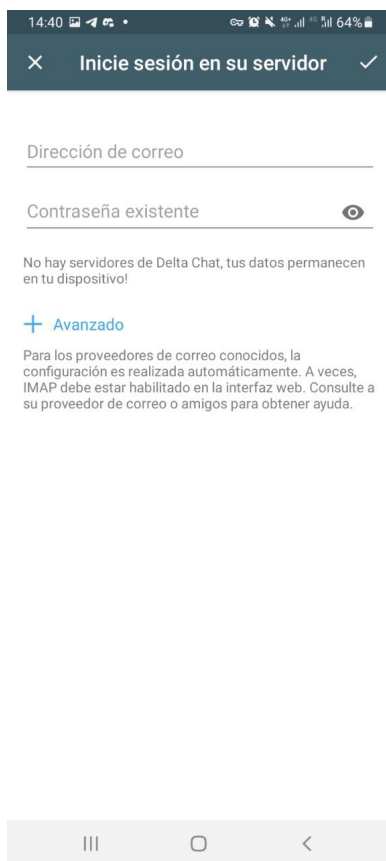 14:40
64%
Inicie sesión en su servidor
Dirección de correo
Contraseña existente
No hay servidores de Delta Chat, tus datos permanecen
en tu dispositivo!
+ Avanzado
Para los proveedores de correo conocidos, la
configuración es realizada automáticamente. A veces,
IMAP debe estar habilitado en la interfaz web. Consulte a
su proveedor de correo o amigos para obtener ayuda.